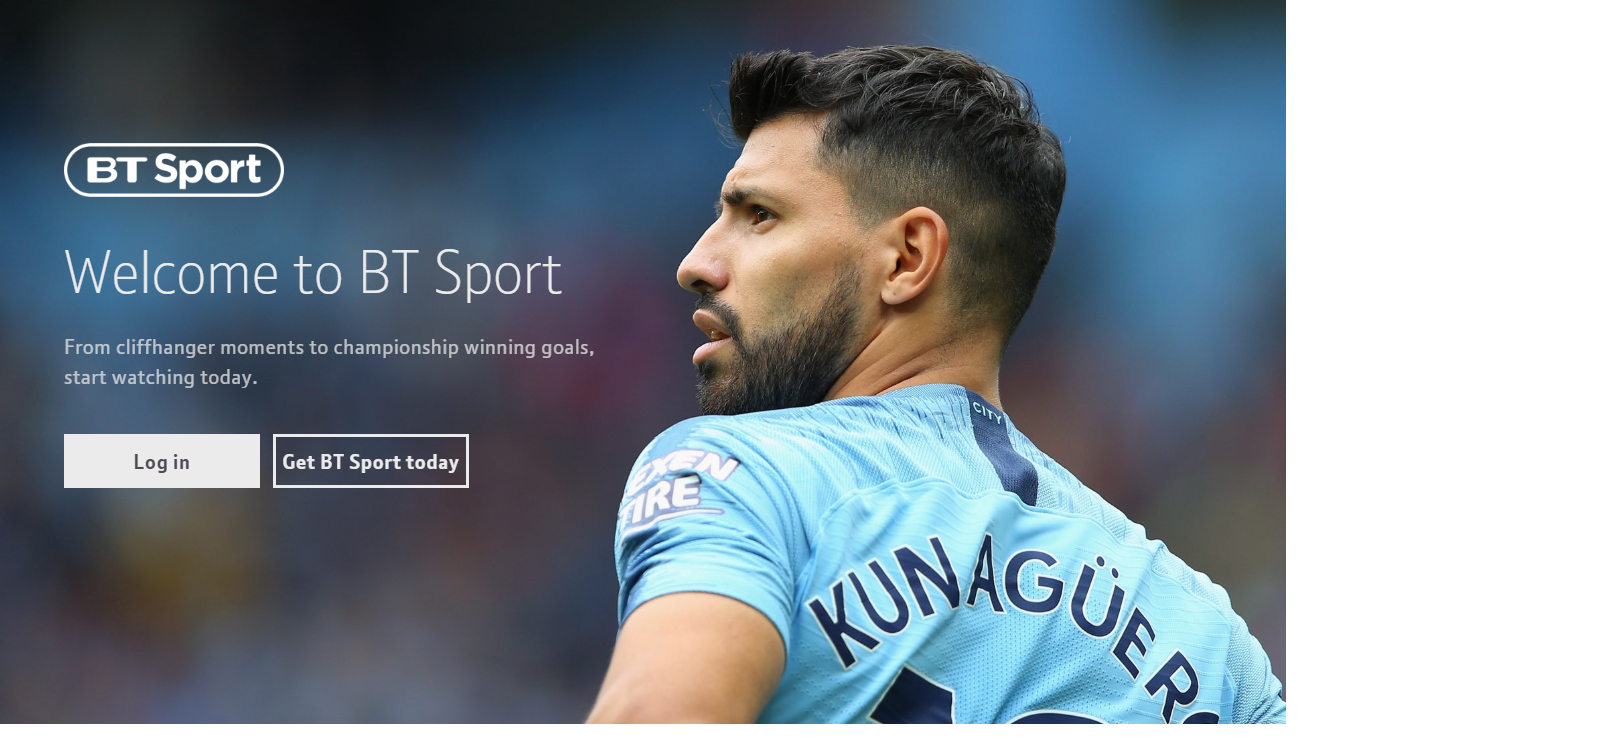 BT Sport
Welcome to BT Sport
From cliffhanger moments to championship winning goals,
start watching today.
Log in
Get BT Sport today
CITY
EXEN
TIRE
KUN AGÜERO